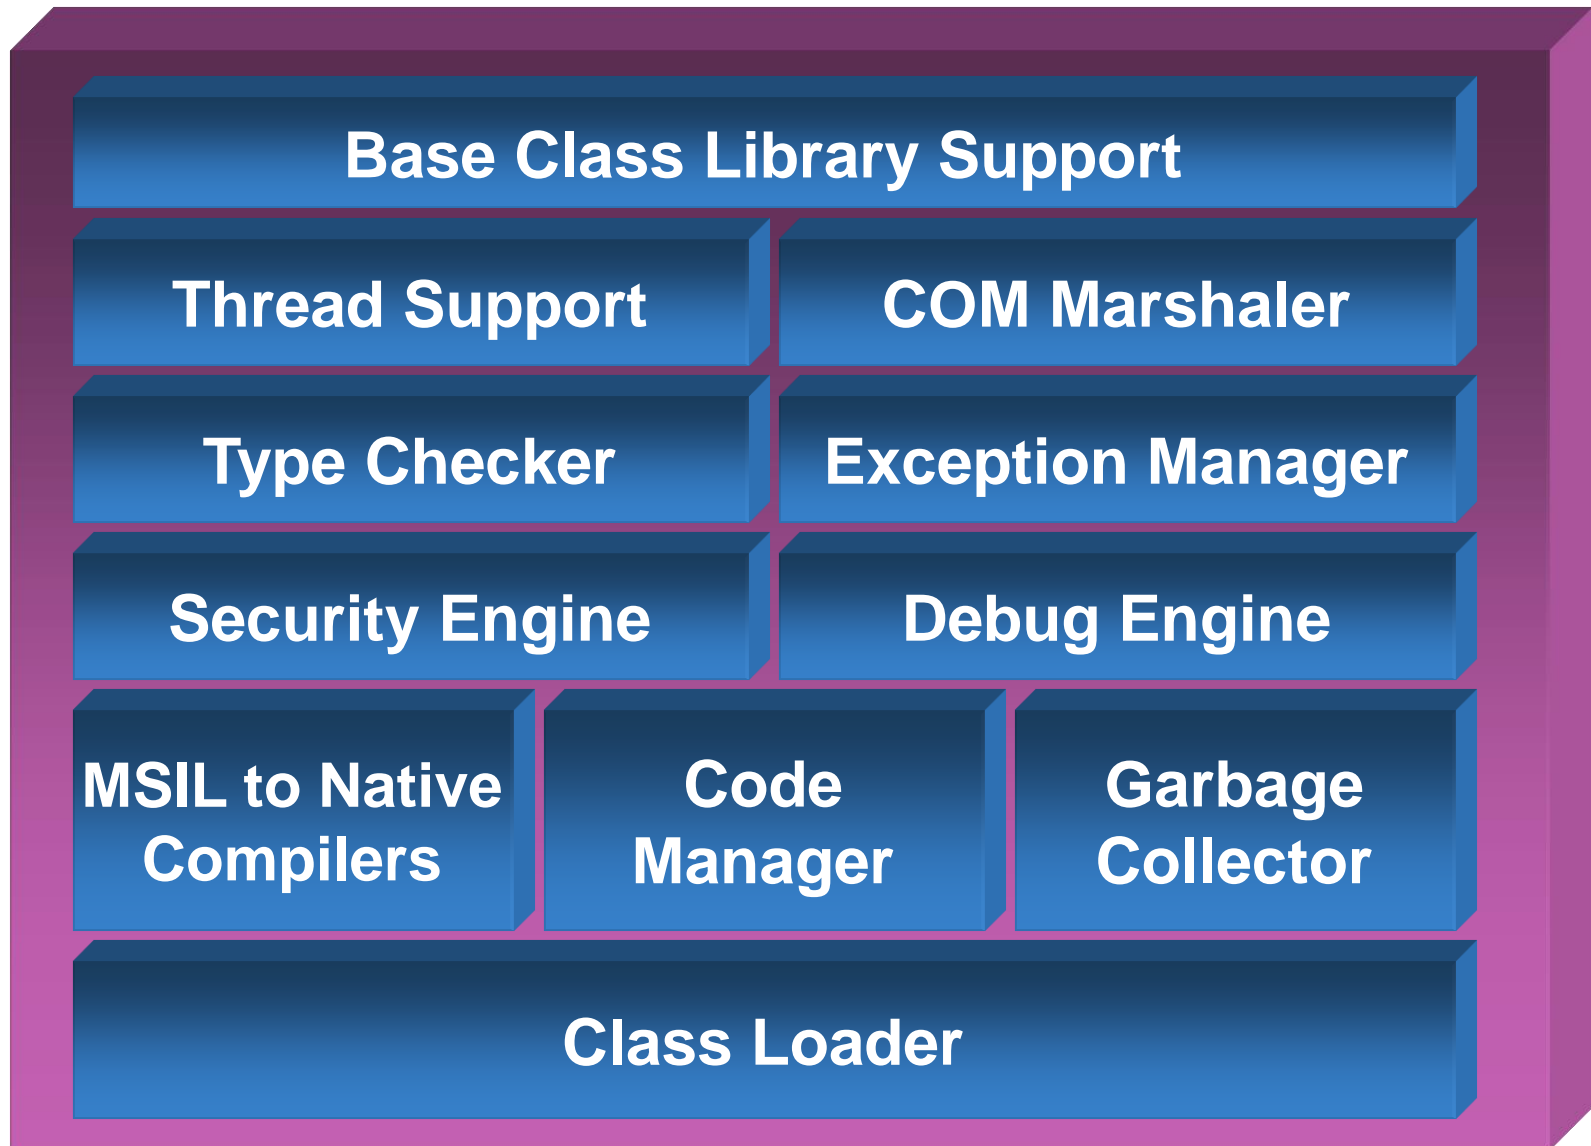 Base Class Library Support
Thread Support
COM Marshaler
Type Checker
Exception Manager
Security Engine
Debug Engine
MSIL to Native
Compilers
Code
Manager
Garbage
Collector
Class Loader